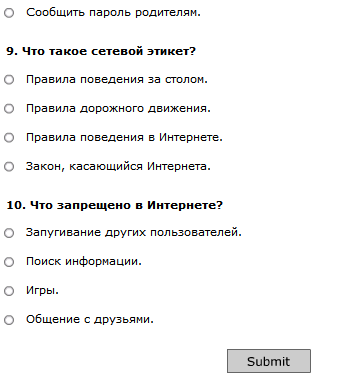 Сообщить пароль родителям.
9. Что такое сетевой этикет?
Правила поведения за столом.
Правила дорожного движения.
Правила поведения в Интернете.
Закон, касающийся Интернета.
10. Что запрещено в Интернете?
Запугивание других пользователей.
Поиск информации.
Игры.
Общение с друзьями.
Submit